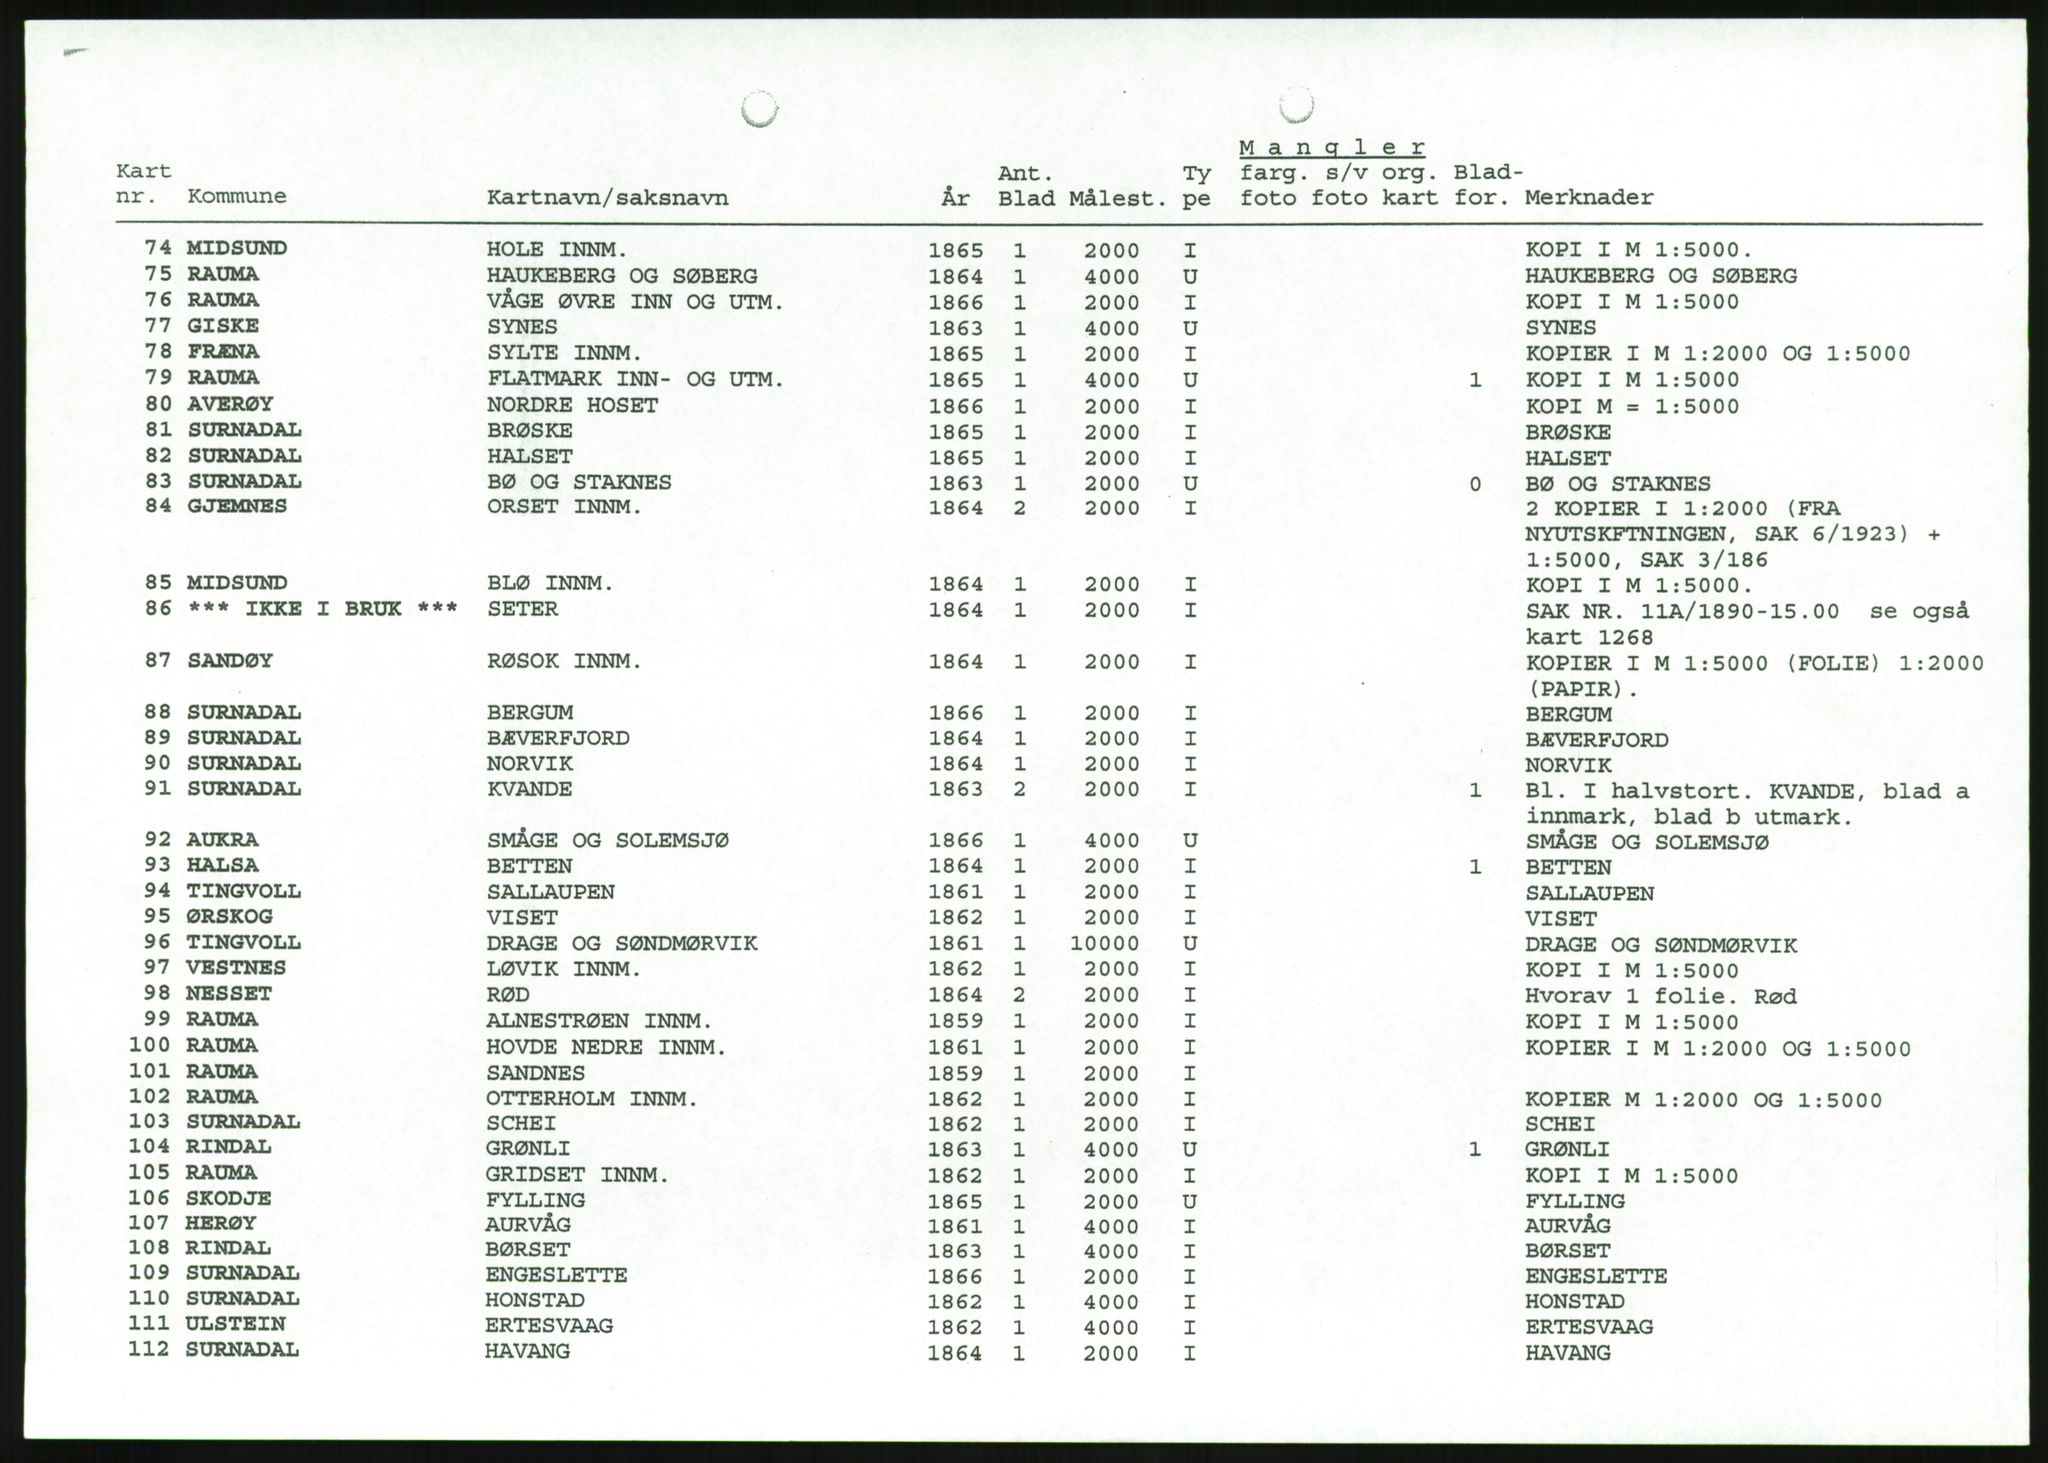 M a n g l e r
Kart Ant. Ty farg. s/v org. Blad-
nr. Kommune Kartnavn/saksnavn År Blad Målest. pe foto foto kart for. Merknader
74 MIDSUND HOLE INNM. 1865 1 2000 I KOPI I M 1:5000.
75 RAUMA HAUKEBERG OG SØBERG 1864 1 4000 U HAUKEBERG OG SØBERG
76 RAUMA VÅGE ØVRE INN OG UTM. 1866 1 2000 I KOPI I M 1:5000
77 GISKE SYNES 1863 1 4000 U SYNES
78 FRÆNA SYLTE INNM. 1865 1 2000 I KOPIER I M 1:2000 OG 1:5000
79 RAUMA FLATMARK INN- OG UTM. 1865 1 4000 U 1 KOPI I M 1:5000
80 AVERØY NORDRE HOSET 1866 1 2000 I KOPI M = 1:5000
81 SURNADAL BRØSKE 1865 1 2000 I BRØSKE
82 SURNADAL HALSET 1865 1 2000 I HALSET
83 SURNADAL BØ OG STAKNES 1863 1 2000 U 0 BØ OG STAKNES
84 GJEMNES ORSET INNM. 1864 2 2000 I 2 KOPIER I 1:2000 (FRA
NYUTSKFTNINGEN, SAK 6/1923) +
1:5000, SAK 3/186
85 MIDSUND BLØ INNM. 1864 1 2000 I KOPI I M 1:5000.
86 *** IKKE I BRUK *** SETER 1864 1 2000 I SAK NR. 11A/1890-15.00 se også
kart 1268
87 SANDØY RØSOK INNM. 1864 1 2000 I KOPIER I M 1:5000 (FOLIE) 1:2000
(PAPIR).
88 SURNADAL BERGUM 1866 1 2000 I BERGUM
89 SURNADAL BÆVERFJORD 1864 1 2000 I BÆVERFJORD
90 SURNADAL NORVIK 1864 1 2000 I NORVIK
91 SURNADAL KVANDE 1863 2 2000 I 1 Bl. I halvstort. KVANDE, blad a
innmark, blad b utmark.
92 AUKRA SMÅGE OG SOLEMSJØ 1866 1 4000 U SMÅGE OG SOLEMSJØ
93 HALSA BETTEN 1864 1 2000 I 1 BETTEN
94 TINGVOLL SALLAUPEN 1861 1 2000 I SALLAUPEN
95 ØRSKOG VISET 1862 1 2000 I VISET
96 TINGVOLL DRAGE OG SØNDMØRVIK 1861 1 10000 U DRAGE OG SØNDMØRVIK
97 VESTNES LØVIK INNM. 1862 1 2000 I KOPI I M 1:5000
98 NESSET RØD 1864 2 2000 I Hvorav 1 folie. Rød
99 RAUMA ALNESTRØEN INNM. 1859 1 2000 I KOPI I M 1:5000
100 RAUMA HOVDE NEDRE INNM. 1861 1 2000 I KOPIER I M 1:2000 OG 1:5000
101 RAUMA SANDNES 1859 1 2000 I
102 RAUMA OTTERHOLM INNM. 1862 1 2000 I KOPIER M 1:2000 OG 1:5000
103 SURNADAL SCHEI 1862 1 2000 I SCHEI
104 RINDAL GRØNLI 1863 1 4000 U 1 GRØNLI
105 RAUMA GRIDSET INNM. 1862 1 2000 I KOPI I M 1:5000
106 SKODJE FYLLING 1865 1 2000 U FYLLING
107 HERØY AURVÅG 1861 1 4000 I AURVÅG
108 RINDAL BØRSET 1863 1 4000 I BØRSET
109 SURNADAL ENGESLETTE 1866 1 2000 I ENGESLETTE
110 SURNADAL HONSTAD 1862 1 4000 I HONSTAD
111 ULSTEIN ERTESVAAG 1862 1 4000 I ERTESVAAG
112 SURNADAL HAVANG 1864 1 2000 I HAVANG